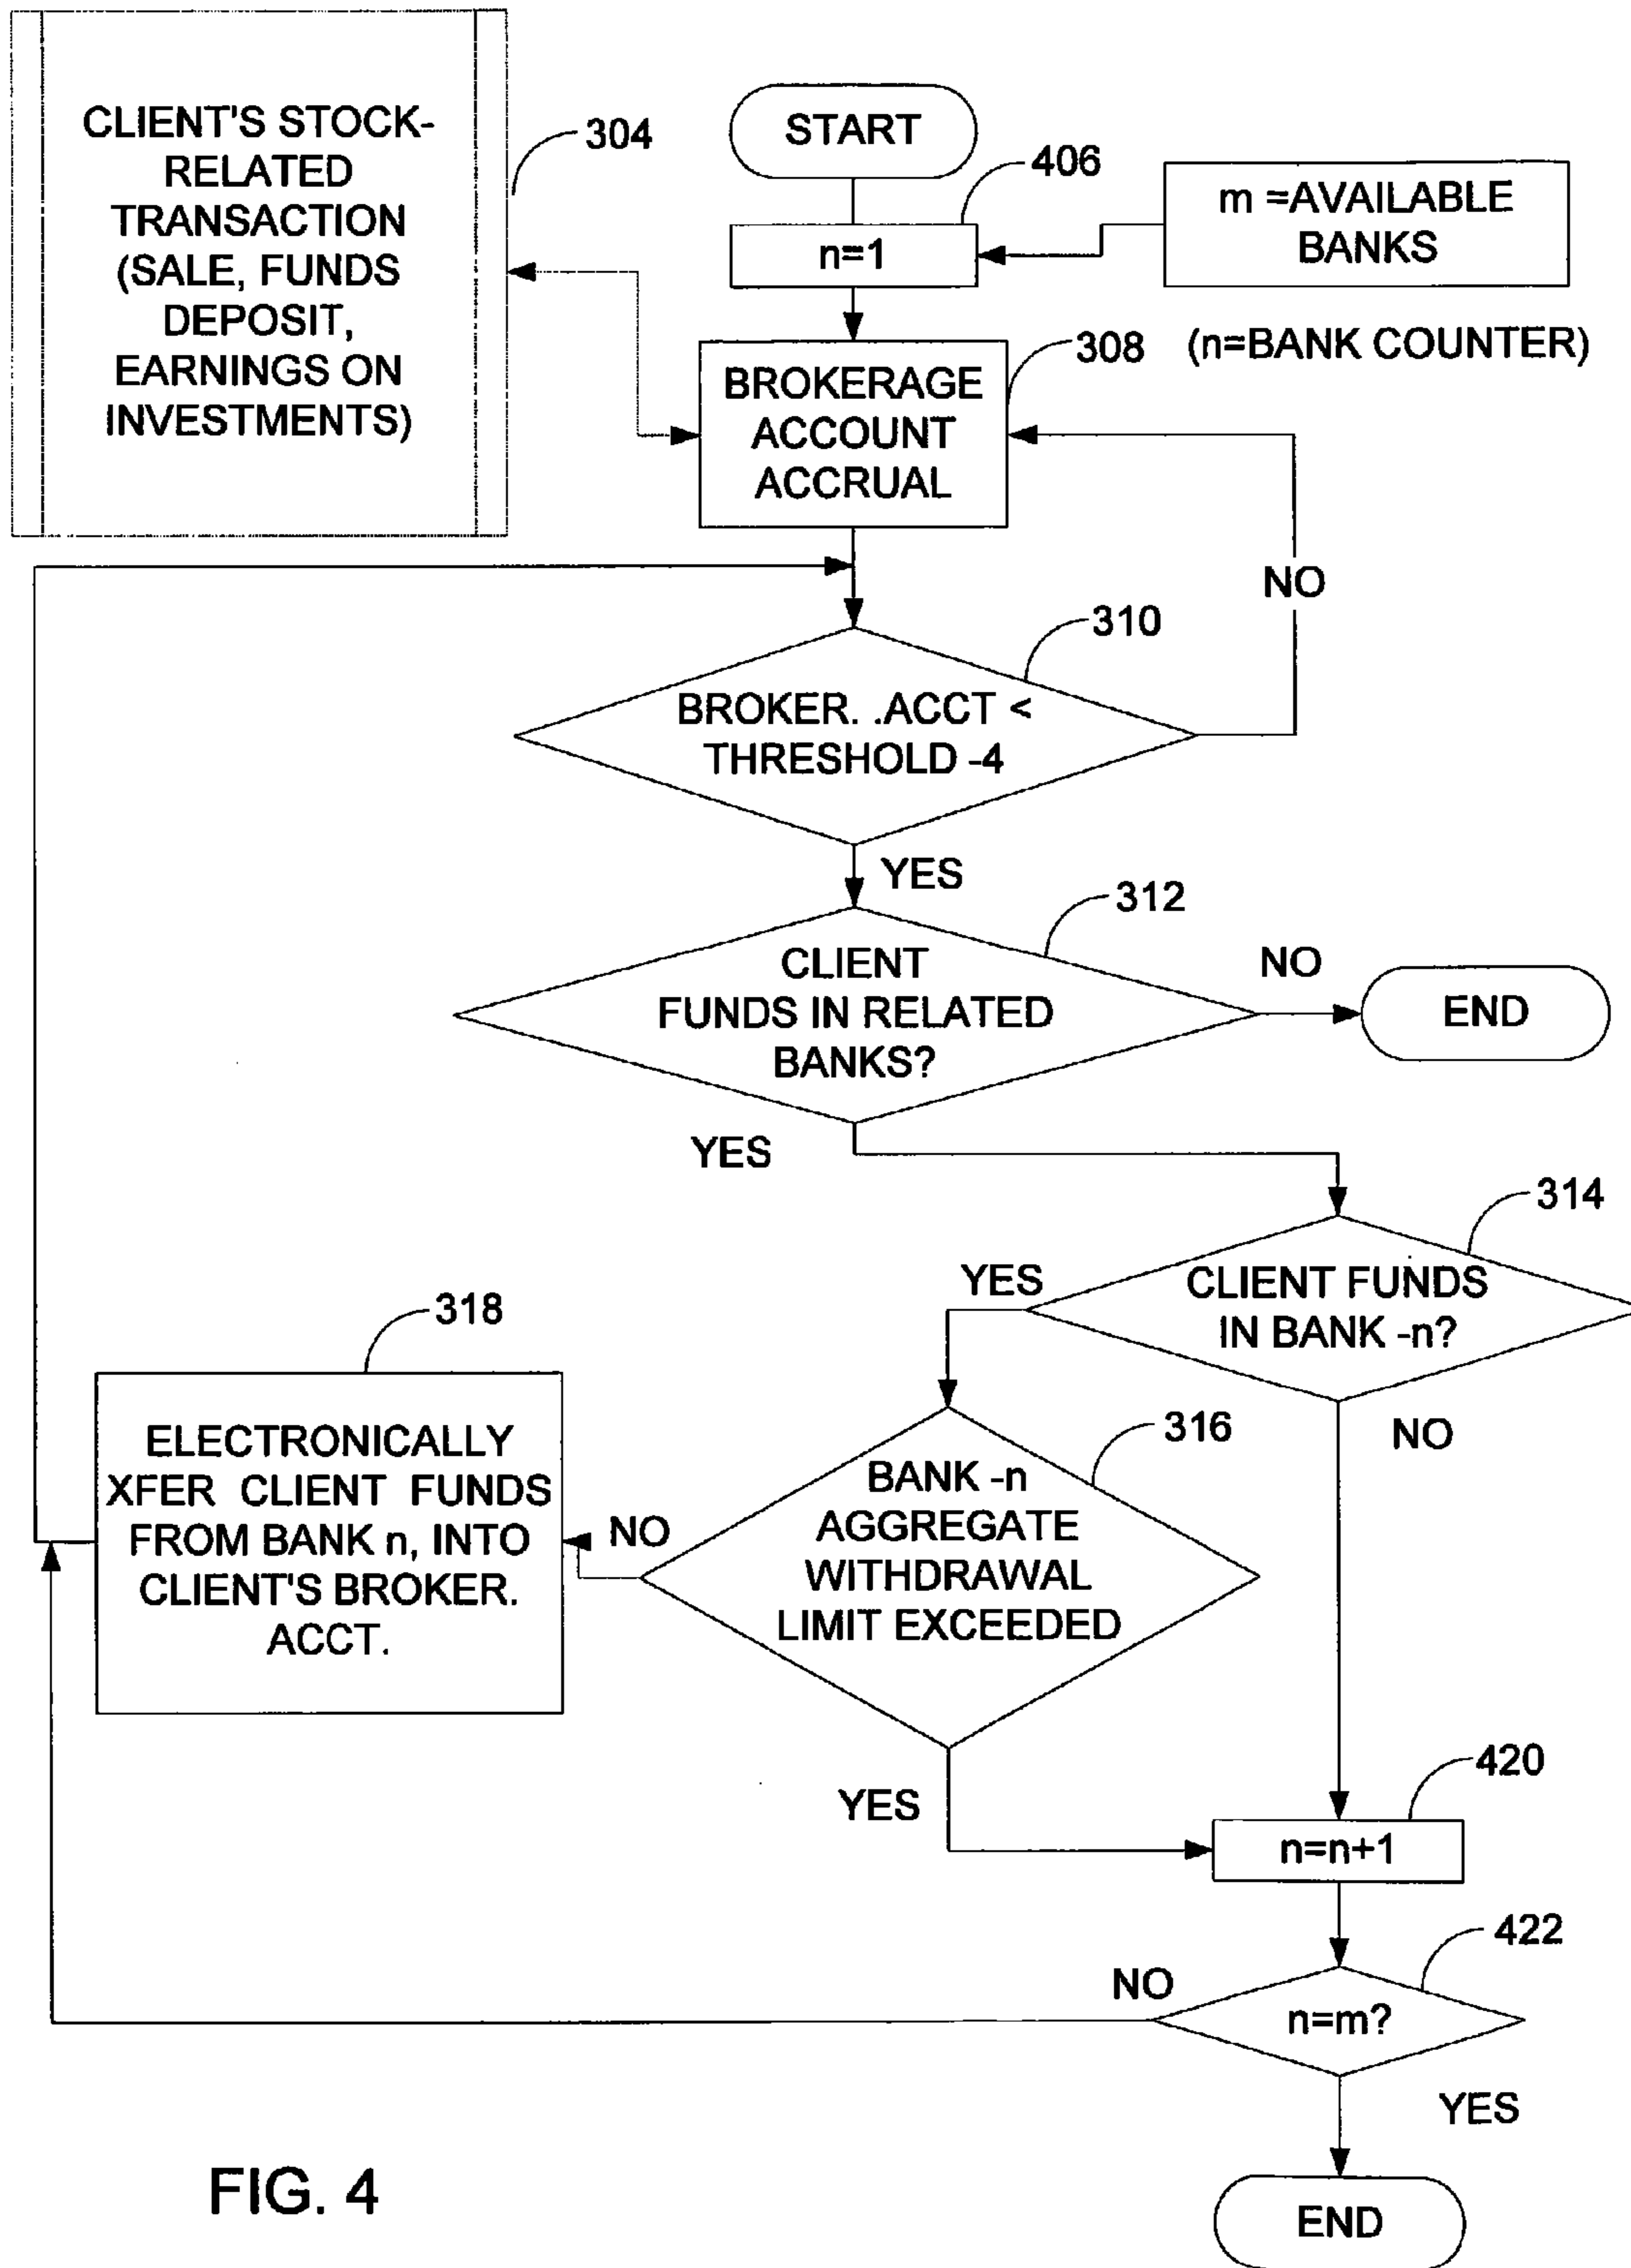 CLIENT'S STOCK-
RELATED
TRANSACTION
(SALE, FUNDS
DEPOSIT,
EARNINGS ON
INVESTMENTS)
304
START
406
n=1
m =AVAILABLE
BANKS
(n=BANK COUNTER)
308
BROKERAGE
ACCOUNT
ACCRUAL
NO
310
BROKER. .ACCT <
THRESHOLD -4
YES
312
CLIENT
FUNDS IN RELATED
BANKS?
NO
END
YES
314
CLIENT FUNDS
IN BANK -n?
YES
NO
316
BANK -n
AGGREGATE
WITHDRAWAL
LIMIT EXCEEDED
NO
318
ELECTRONICALLY
XFER CLIENT FUNDS
FROM BANK n, INTO
CLIENT'S BROKER.
ACCT.
YES
420
n=n+1
422
n=m?
NO
YES
END
FIG. 4